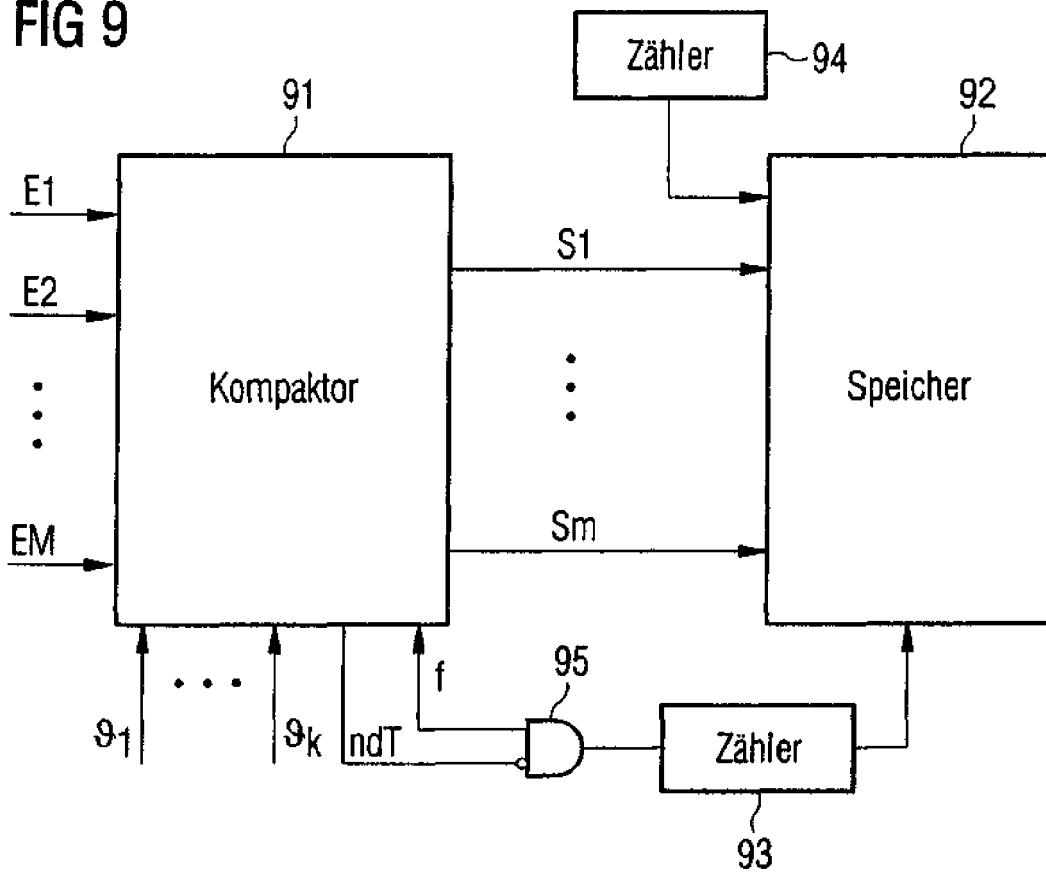 FIG 9
Zähler
94
91
92
E1
E2
EM
Kompaktor
S1
Sm
Speicher
ϑ1
ϑk
ndT
f
95
Zähler
93